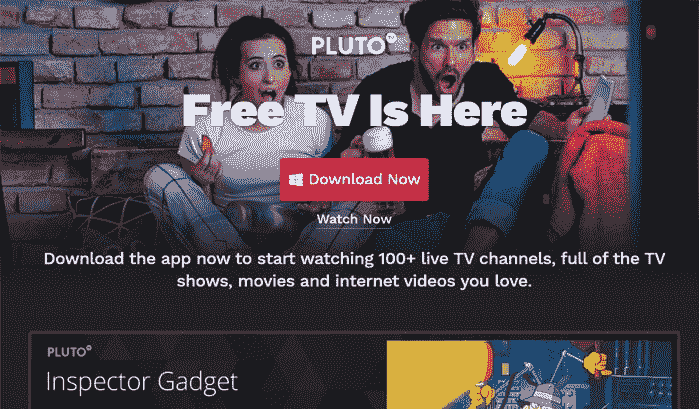 PLUTO TV
Free TV Is Here
Download Now
Watch Now
Download the app now to start watching 100+ live TV channels, full of the TV
shows, movies and internet videos you love.
PLUTO
Inspector Gadget